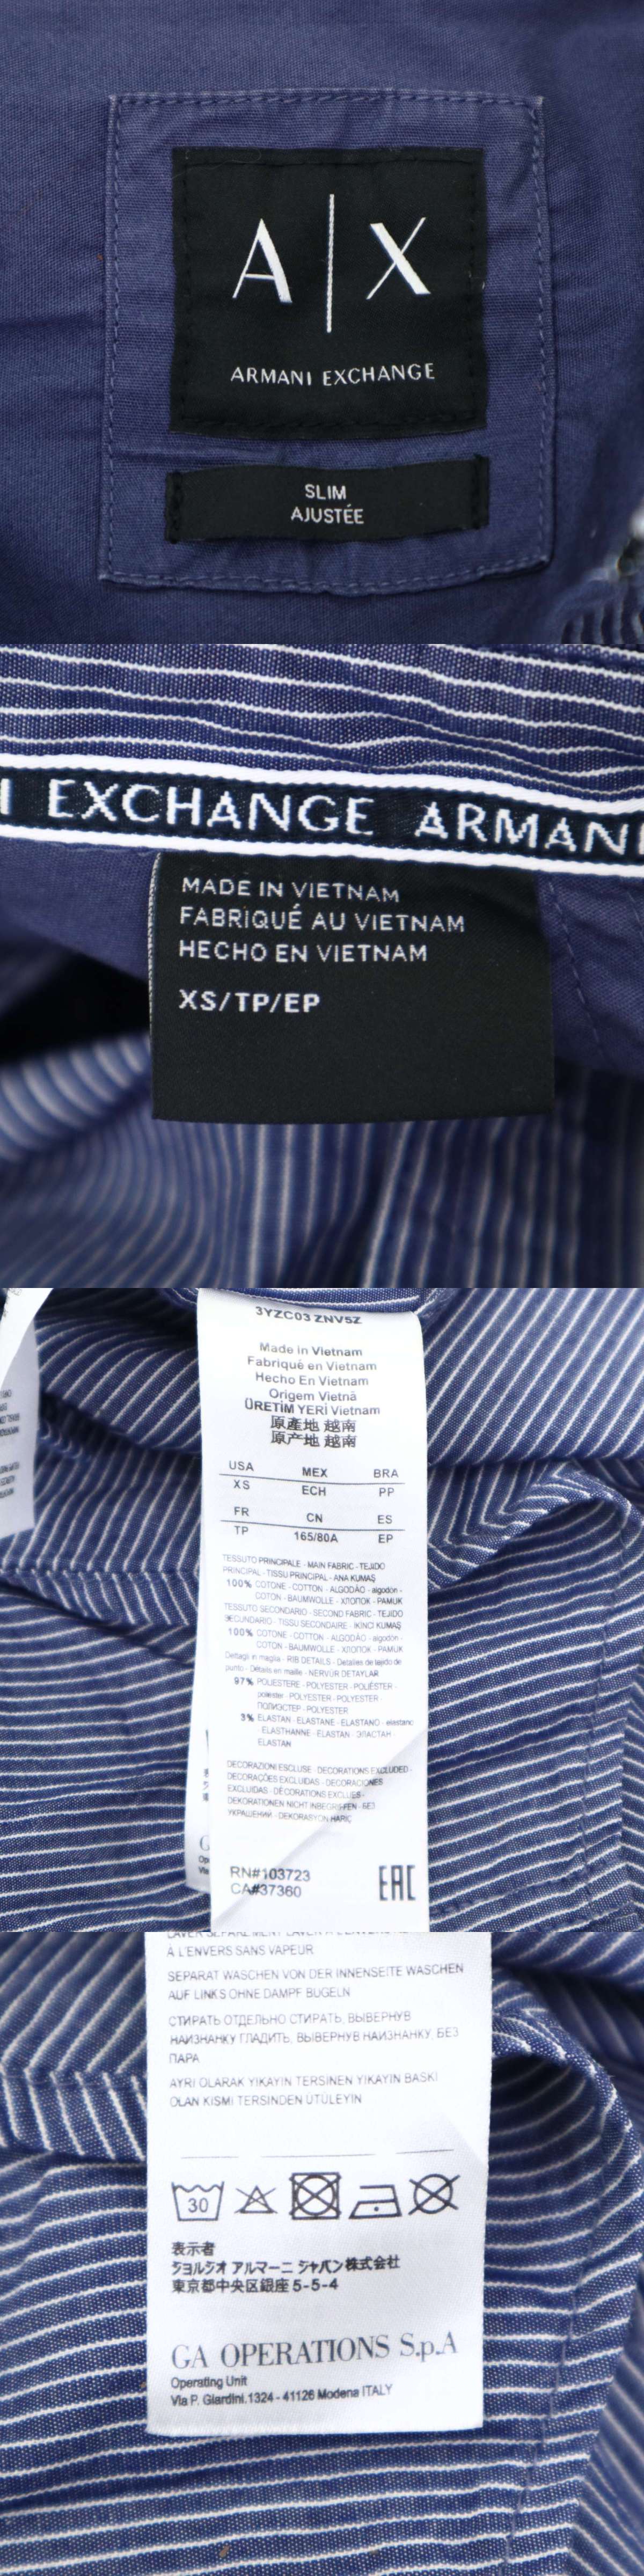 A|X
ARMANI EXCHANGE
SLIM
AJUSTÉE
I EXCHANGE ARMANI
MADE IN VIETNAM
FABRIQUÉ AU VIETNAM
HECHO EN VIETNAM
XS/TP/EP
3YZC03 ZNV5Z
Made in Vietnam
Fabriqué en Vietnam
Hecho En Vietnam
Origem Vietnã
ÜRETİM YERİ Vietnam
原產地 越南
原产地 越南
USA MEX BRA
XS ECH PP
FR CN ES
TP 165/80A EP
TESSUTO PRINCIPALE - MAIN FABRIC - TEJIDO
PRINCIPAL - TISSU PRINCIPAL - ANA KUMAŞ
100% COTONE - COTTON - ALGODÃO - algodón -
COTON - BAUMWOLLE - ХЛОПОК - PAMUK
TESSUTO SECONDARIO - SECOND FABRIC - TEJIDO
SECUNDARIO - TISSU SECONDAIRE - İKİNCİ KUMAŞ
100% COTONE - COTTON - ALGODÃO - algodón -
COTON - BAUMWOLLE - ХЛОПОК - PAMUK
Dettagli in maglia - RIB DETAILS - Detalles de tejido de
punto - Détails en maille - NERVÜR DETAYLAR
97% POLIESTERE - POLYESTER - POLIÉSTER -
poliéster - POLYESTER - POLYESTER -
ПОЛИЭСТЕР - POLYESTER
3% ELASTAN - ELASTANE - ELASTANO - elastano
- ELASTHANNE - ELASTAN - ЭЛАСТАН -
ELASTAN
DECORAZIONI ESCLUSE - DECORATIONS EXCLUDED -
DECORAÇÕES EXCLUÍDAS - DECORACIONES
EXCLUIDAS - DÉCORATIONS EXCLUES -
DEKORATIONEN NICHT INBEGRIFFEN - БЕЗ
УКРАШЕНИЙ - DEKORASYON HARİÇ
RN#103723
CA#37360
EAC
À L'ENVERS SANS VAPEUR
SEPARAT WASCHEN VON DER INNENSEITE WASCHEN
AUF LINKS OHNE DAMPF BUGELN
СТИРАТЬ ОТДЕЛЬНО СТИРАТЬ, ВЫВЕРНУВ
НАИЗНАНКУ ГЛАДИТЬ, ВЫВЕРНУВ НАИЗНАНКУ, БЕЗ
ПАРА
AYRI OLARAK YIKAYIN TERSINEN YIKAYIN BASKI
OLAN KISMI TERSINDEN ÜTÜLEYIN
30
表示者
ジョルジオ アルマーニ ジャパン株式会社
東京都中央区銀座 5-5-4
GA OPERATIONS S.p.A
Operating Unit
Via P. Giardini.1324 - 41126 Modena ITALY